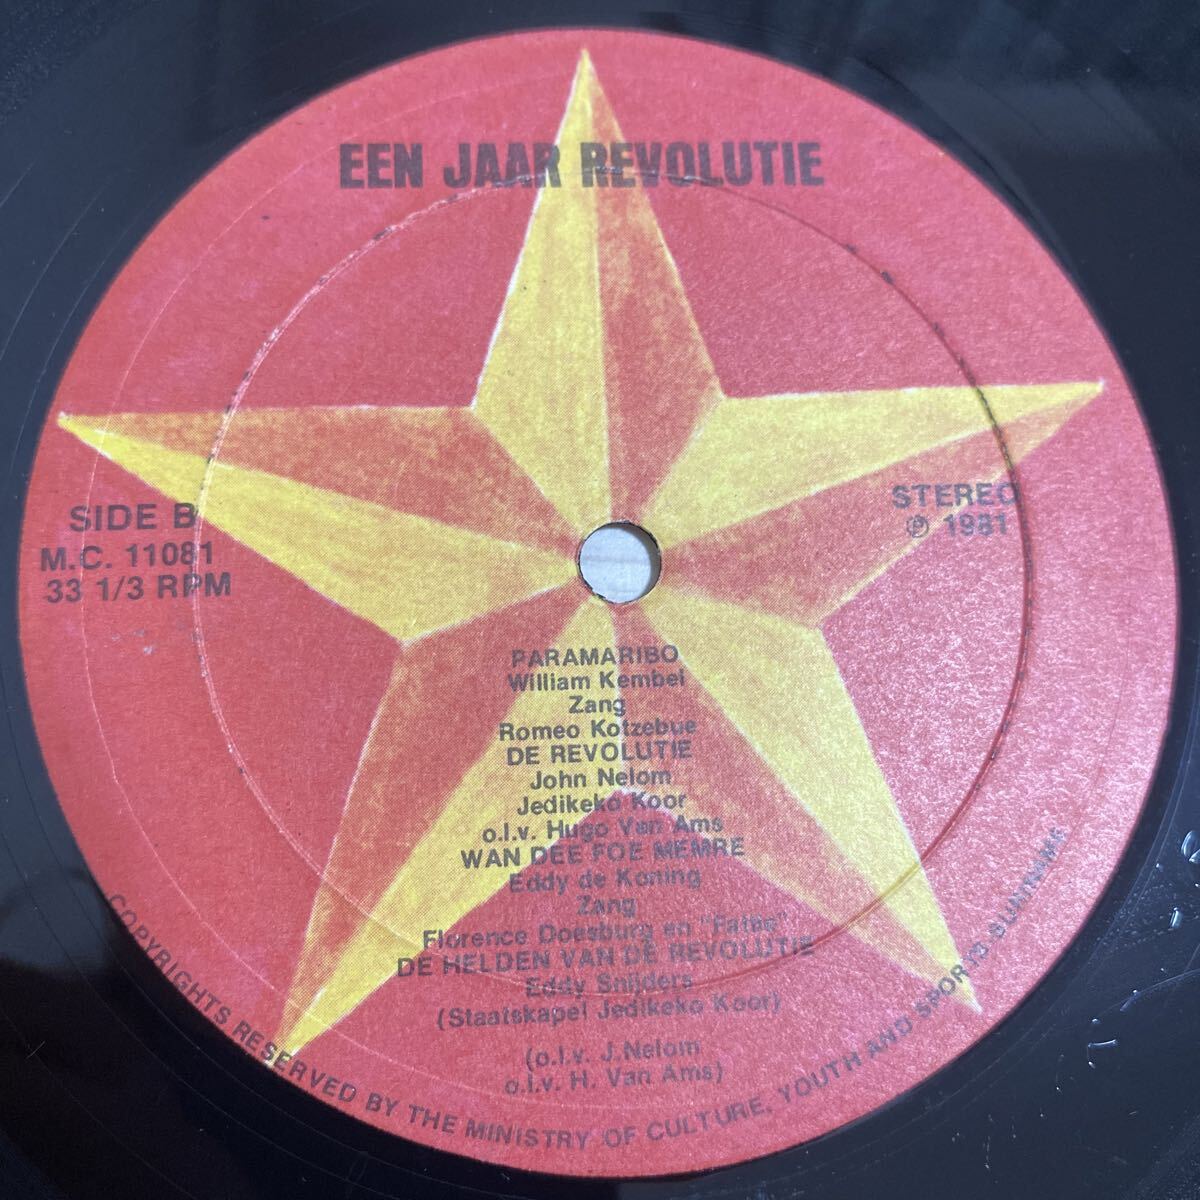 EEN JAAR REVOLUTIE
SIDE B
M.C. 11081
33 1/3 RPM
STEREO
℗ 1981
PARAMARIBO
William Kembel
Zang
Romeo Kotzebue
DE REVOLUTIE
John Nelom
Jedikeko Koor
o.l.v. Hugo Van Ams
WAN DEE FOE MEMRE
Eddy de Koning
Zang
Florence Doesburg en "Fattie"
DE HELDEN VAN DE REVOLUTIE
Eddy Snijders
(Staatskapel Jedikeko Koor)
(o.l.v. J.Nelom
o.l.v. H. Van Ams)
COPYRIGHTS RESERVED BY THE MINISTRY OF CULTURE, YOUTH AND SPORTS SURINAME